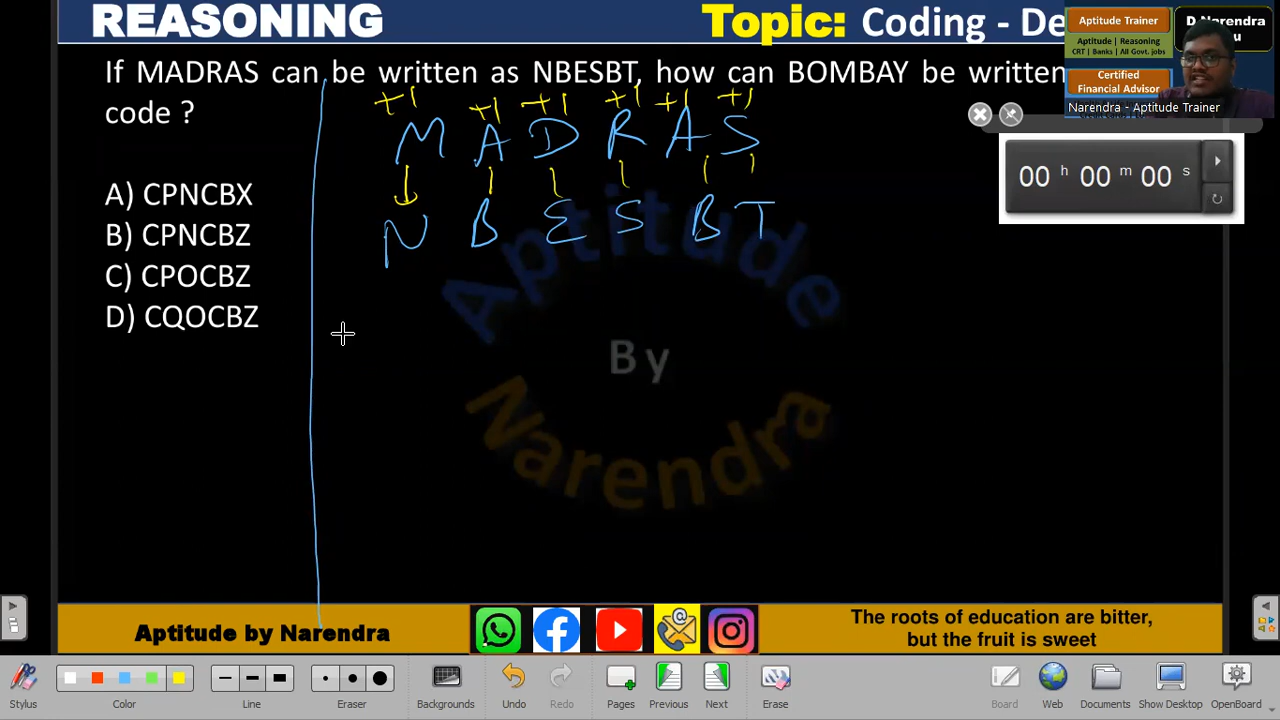 REASONING
Topic: Coding - De
Aptitude Trainer
D Narendra
Aptitude | Reasoning
CRT | Banks | All Govt. jobs
Certified
Financial Advisor
Narendra - Aptitude Trainer
If MADRAS can be written as NBESBT, how can BOMBAY be written
code ?
+1 +1 +1 +1 +1 +1
M A D R A S
N B E S B T
A) CPNCBX
B) CPNCBZ
C) CPOCBZ
D) CQOCBZ
00 h 00 m 00 s
Aptitude
By
Narendra
Aptitude by Narendra
The roots of education are bitter,
but the fruit is sweet
Stylus Color Line Eraser Backgrounds Undo Redo Pages Previous Next Erase Board Web Documents Show Desktop OpenBoard